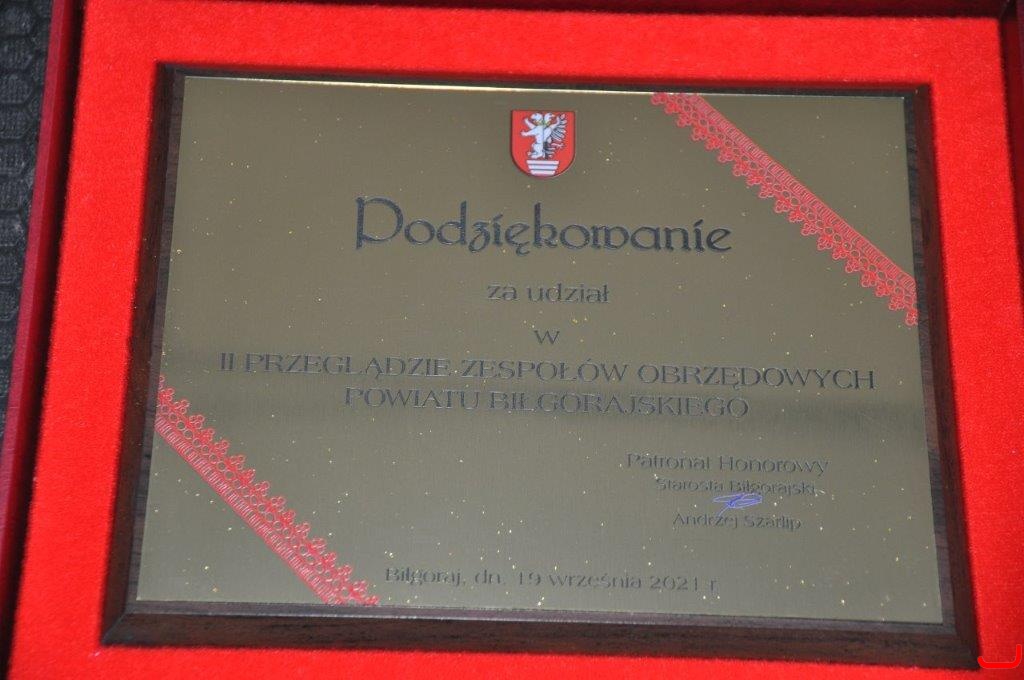 Podziękowanie
za udział
w
II PRZEGLĄDZIE ZESPOŁÓW OBRZĘDOWYCH
POWIATU BIŁGORAJSKIEGO
Patronat Honorowy
Starosta Biłgorajski
Andrzej Szarlip
Biłgoraj, dn. 19 września 2021 r.